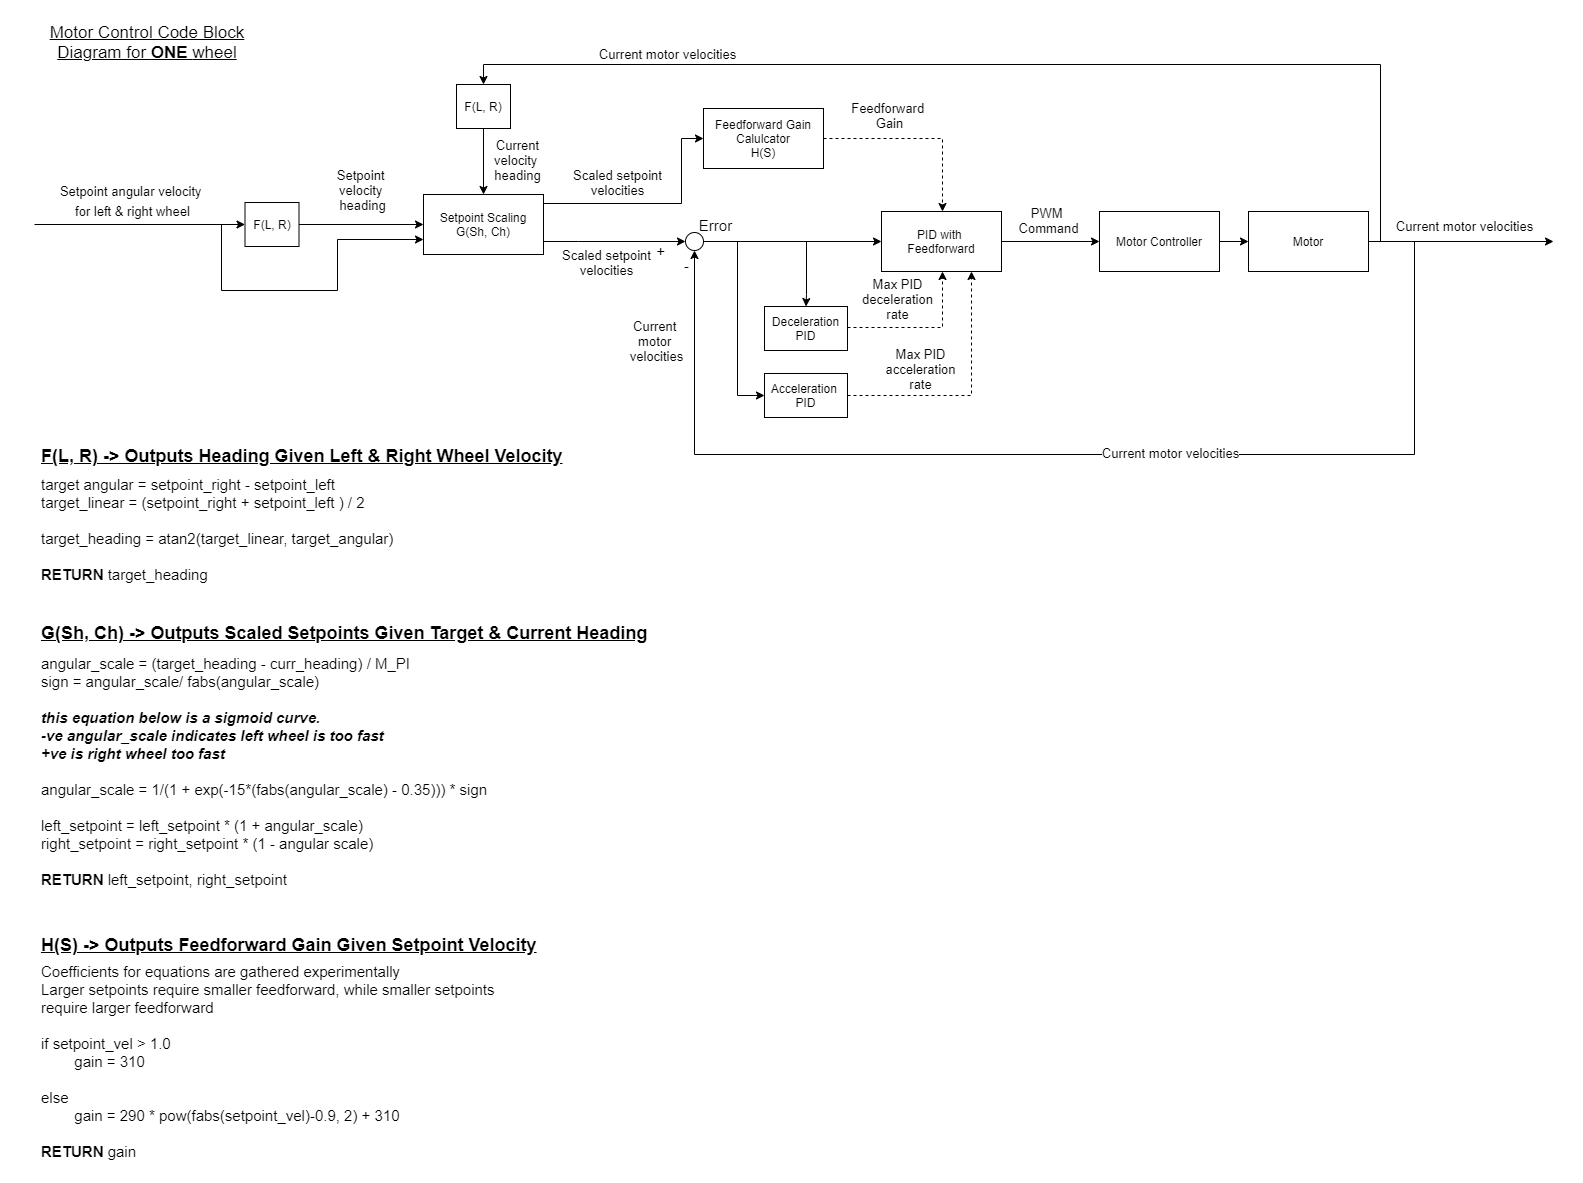 Motor Control Code Block
Diagram for ONE wheel
Current motor velocities
F(L, R)
Feedforward
Gain
Feedforward Gain
Calulcator
H(S)
Current
velocity
heading
Setpoint
velocity
heading
Scaled setpoint
velocities
Setpoint angular velocity
for left & right wheel
F(L, R)
Setpoint Scaling
G(Sh, Ch)
Error
PWM
Command
PID with
Feedforward
Motor Controller
Motor
Current motor velocities
Scaled setpoint
velocities
+
-
Max PID
deceleration
rate
Deceleration
PID
Current
motor
velocities
Max PID
acceleration
rate
Acceleration
PID
Current motor velocities
F(L, R) -> Outputs Heading Given Left & Right Wheel Velocity
target angular = setpoint_right - setpoint_left
target_linear = (setpoint_right + setpoint_left ) / 2
target_heading = atan2(target_linear, target_angular)
RETURN target_heading
G(Sh, Ch) -> Outputs Scaled Setpoints Given Target & Current Heading
angular_scale = (target_heading - curr_heading) / M_PI
sign = angular_scale/ fabs(angular_scale)
this equation below is a sigmoid curve.
-ve angular_scale indicates left wheel is too fast
+ve is right wheel too fast
angular_scale = 1/(1 + exp(-15*(fabs(angular_scale) - 0.35))) * sign
left_setpoint = left_setpoint * (1 + angular_scale)
right_setpoint = right_setpoint * (1 - angular scale)
RETURN left_setpoint, right_setpoint
H(S) -> Outputs Feedforward Gain Given Setpoint Velocity
Coefficients for equations are gathered experimentally
Larger setpoints require smaller feedforward, while smaller setpoints
require larger feedforward
if setpoint_vel > 1.0
gain = 310
else
gain = 290 * pow(fabs(setpoint_vel)-0.9, 2) + 310
RETURN gain